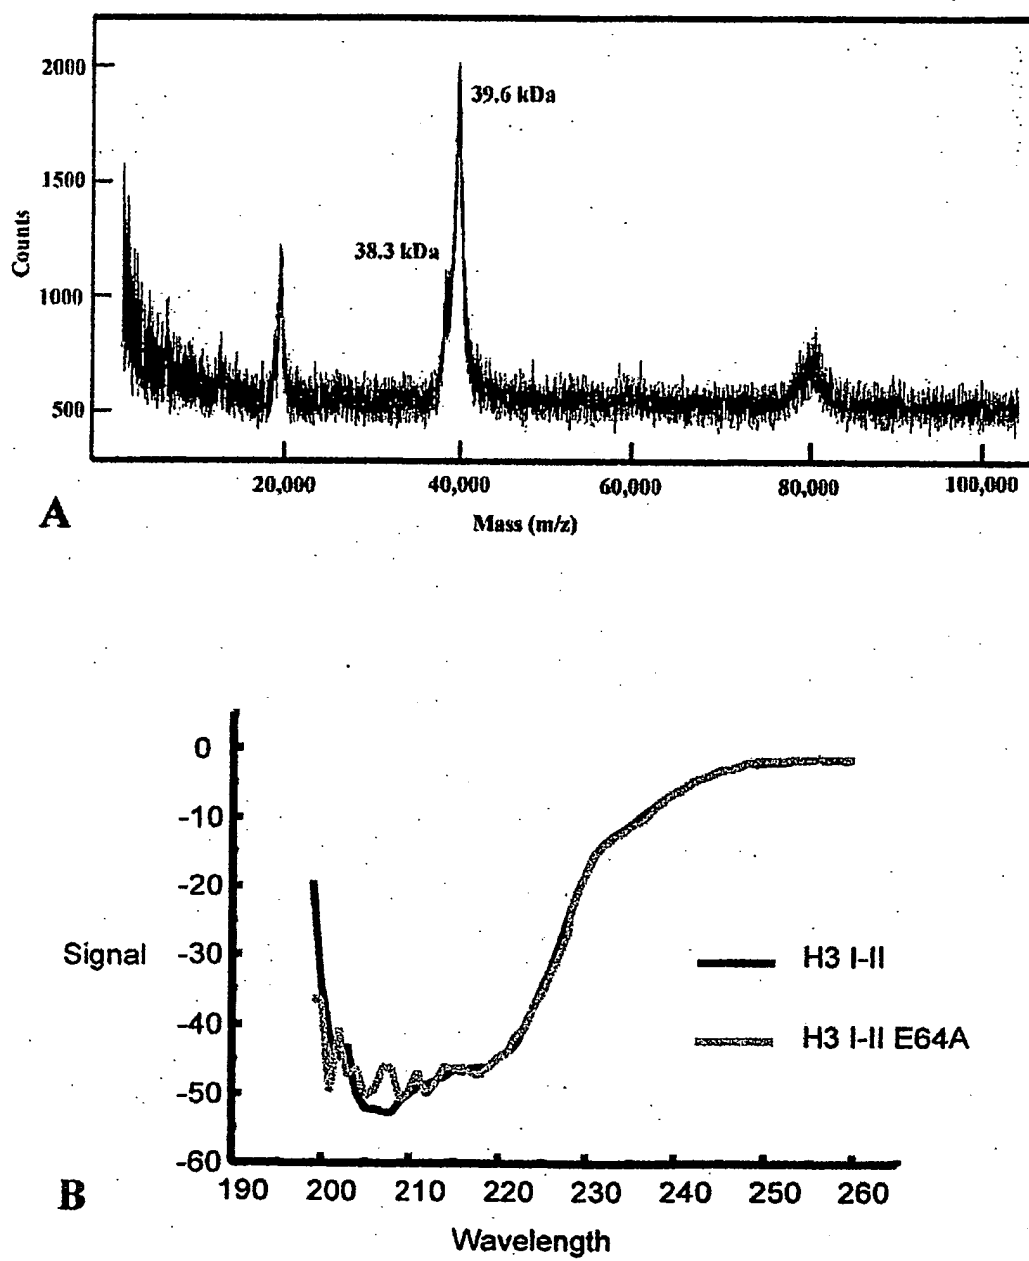 2000
39.6 kDa
1500
Counts
38.3 kDa
1000
500
20,000 40,000 60,000 80,000 100,000
A
Mass (m/z)
0
-10
-20
Signal -30
H3 I-II
-40
H3 I-II E64A
-50
-60
190 200 210 220 230 240 250 260
B
Wavelength